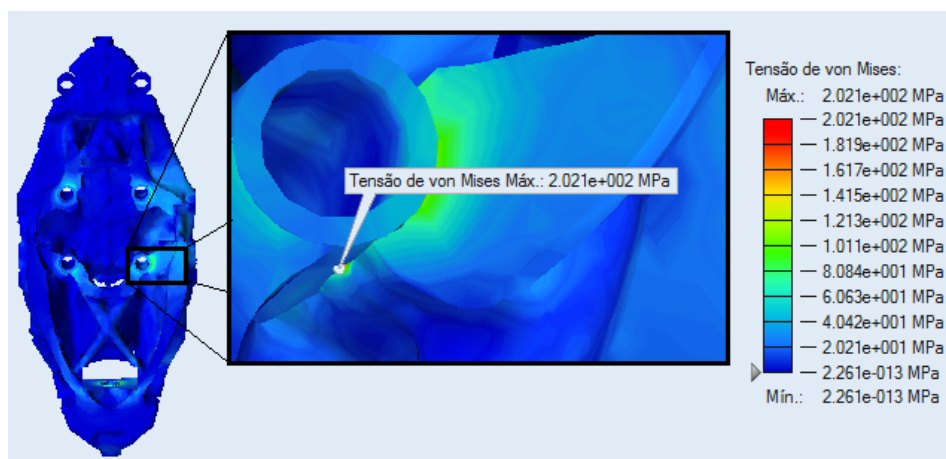 Tensão de von Mises Máx.: 2.021e+002 MPa
Tensão de von Mises:
Máx.: 2.021e+002 MPa
2.021e+002 MPa
1.819e+002 MPa
1.617e+002 MPa
1.415e+002 MPa
1.213e+002 MPa
1.011e+002 MPa
8.084e+001 MPa
6.063e+001 MPa
4.042e+001 MPa
2.021e+001 MPa
2.261e-013 MPa
Mín.: 2.261e-013 MPa